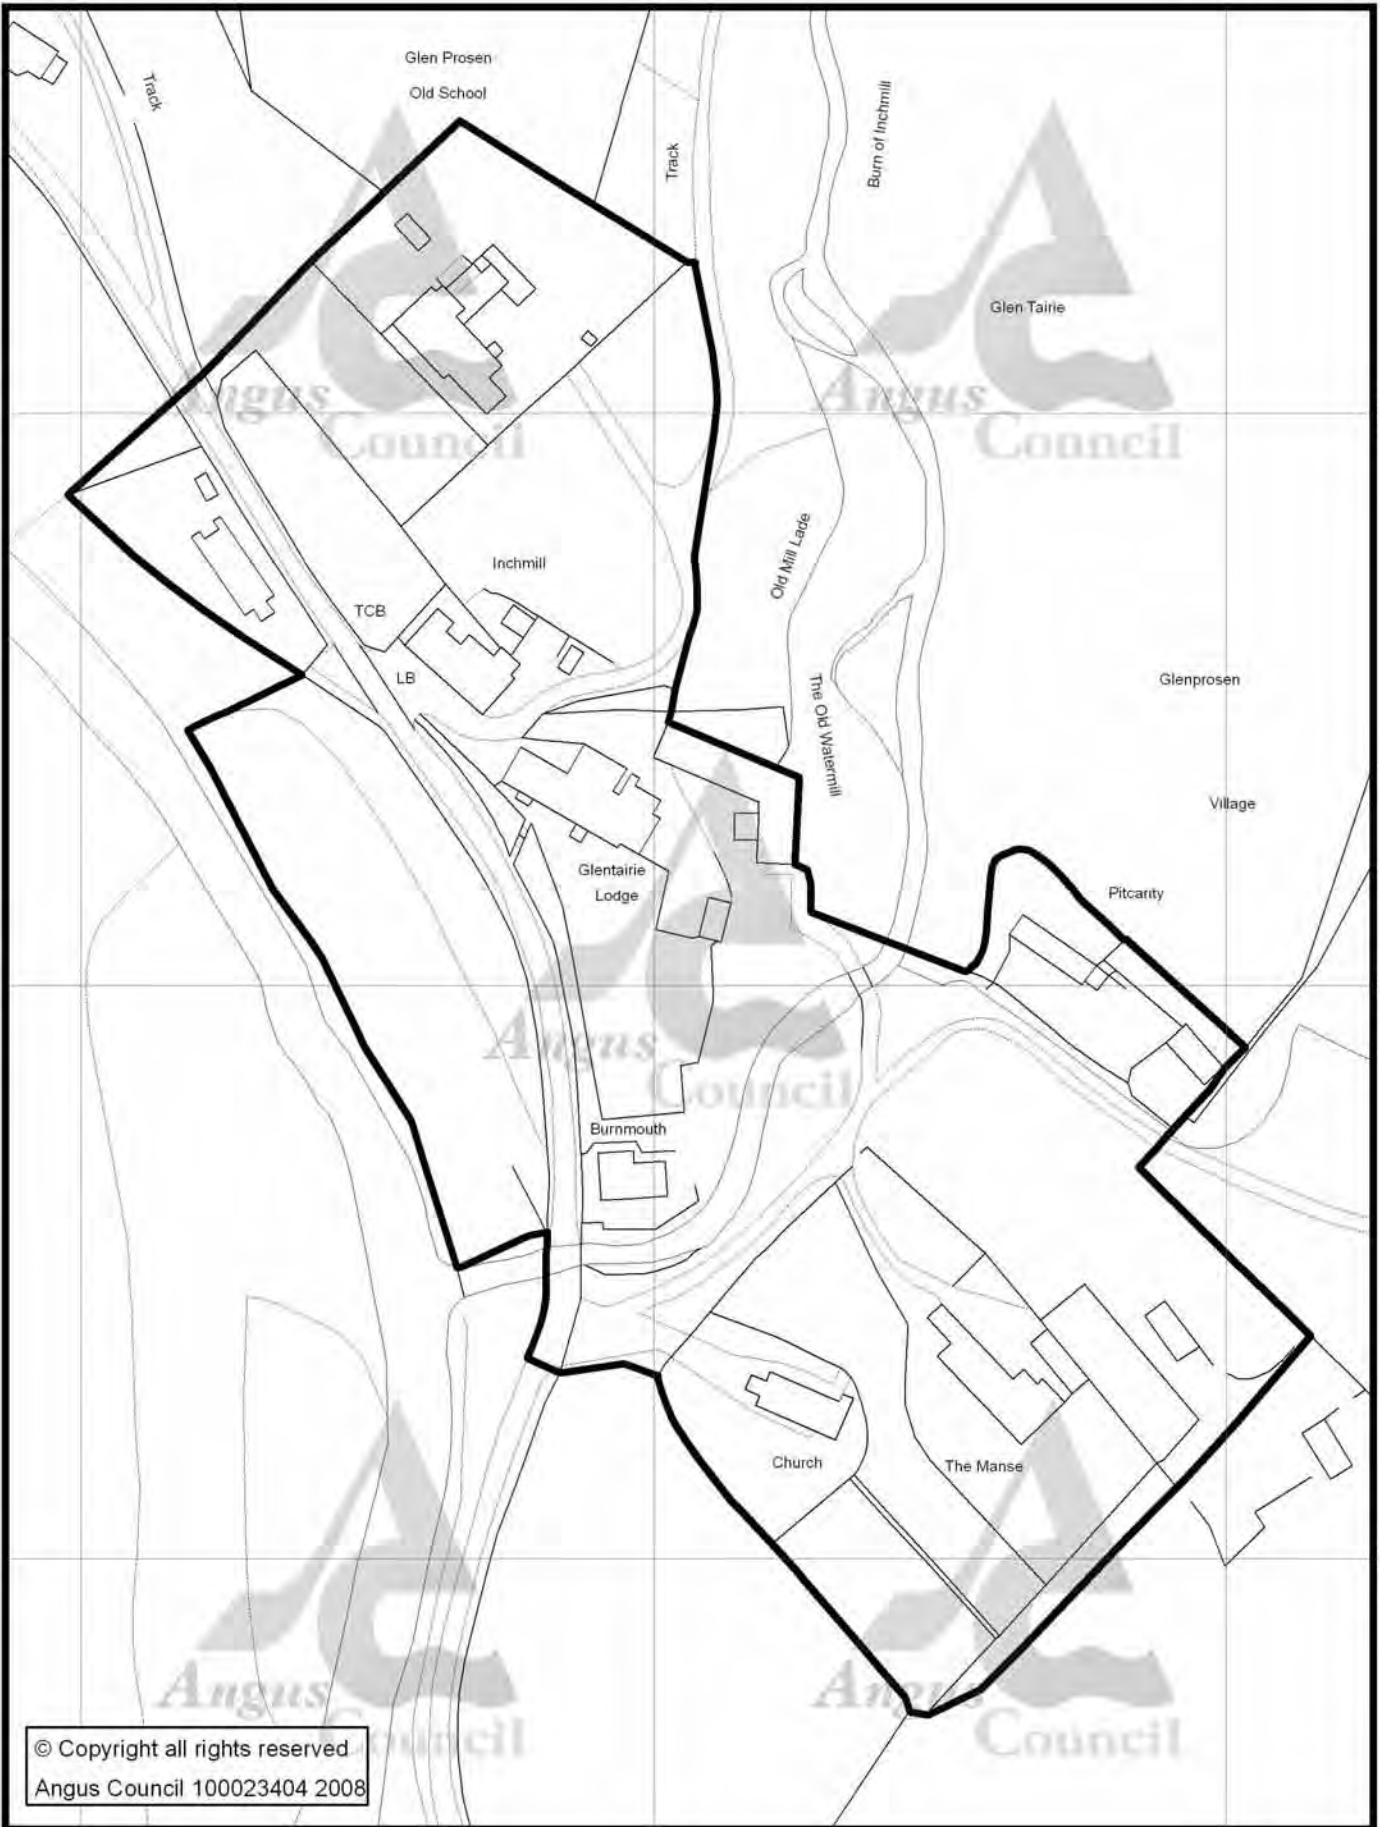 Glen Prosen
Old School
Track
Track
Burn of Inchmill
Glen Tairie
Angus
Council
Angus
Council
Old Mill Lade
Inchmill
TCB
LB
The Old Watermill
Glenprosen
Village
Glentairie
Lodge
Pitcarity
Angus
Council
Burnmouth
Church
The Manse
Angus
Council
Angus
Council
© Copyright all rights reserved
Angus Council 100023404 2008